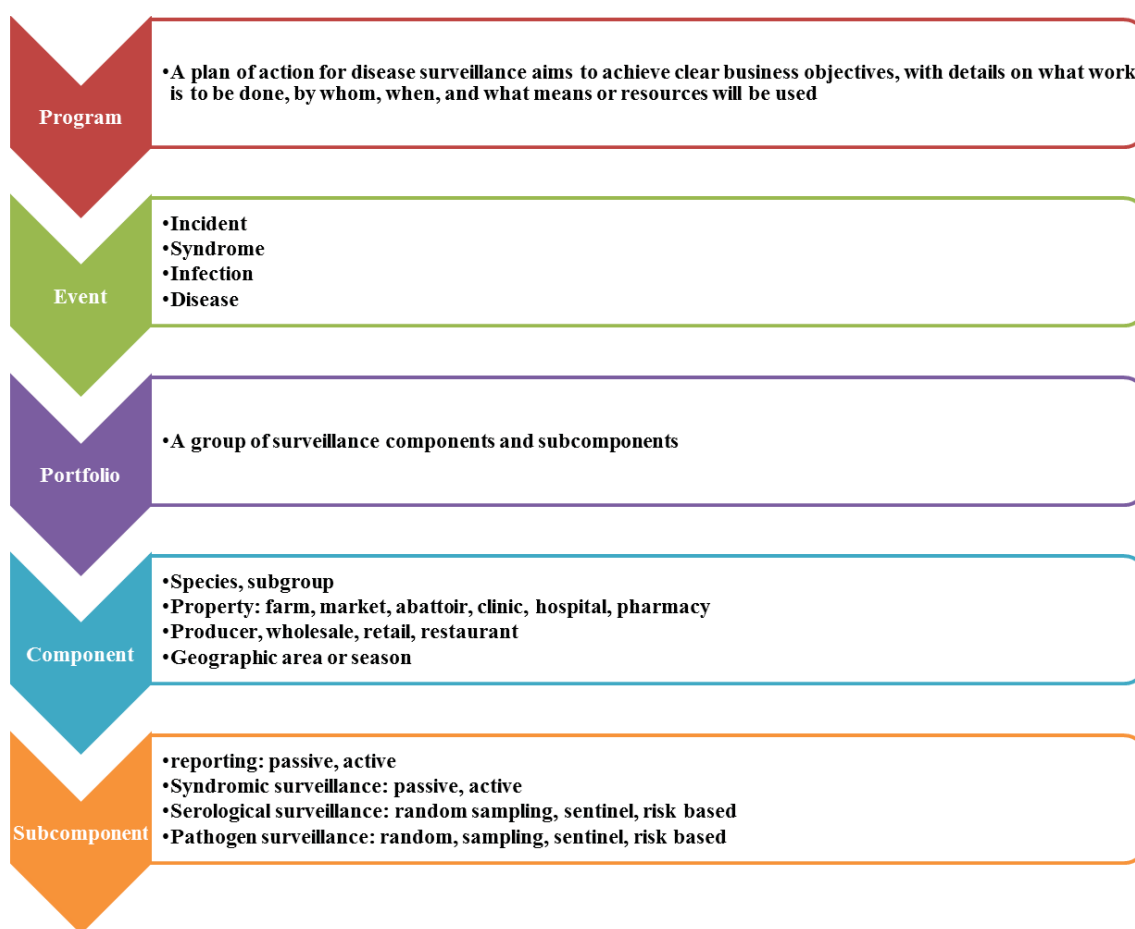 Program
•A plan of action for disease surveillance aims to achieve clear business objectives, with details on what work
is to be done, by whom, when, and what means or resources will be used
Event
•Incident
•Syndrome
•Infection
•Disease
Portfolio
•A group of surveillance components and subcomponents
Component
•Species, subgroup
•Property: farm, market, abattoir, clinic, hospital, pharmacy
•Producer, wholesale, retail, restaurant
•Geographic area or season
Subcomponent
•reporting: passive, active
•Syndromic surveillance: passive, active
•Serological surveillance: random sampling, sentinel, risk based
•Pathogen surveillance: random, sampling, sentinel, risk based